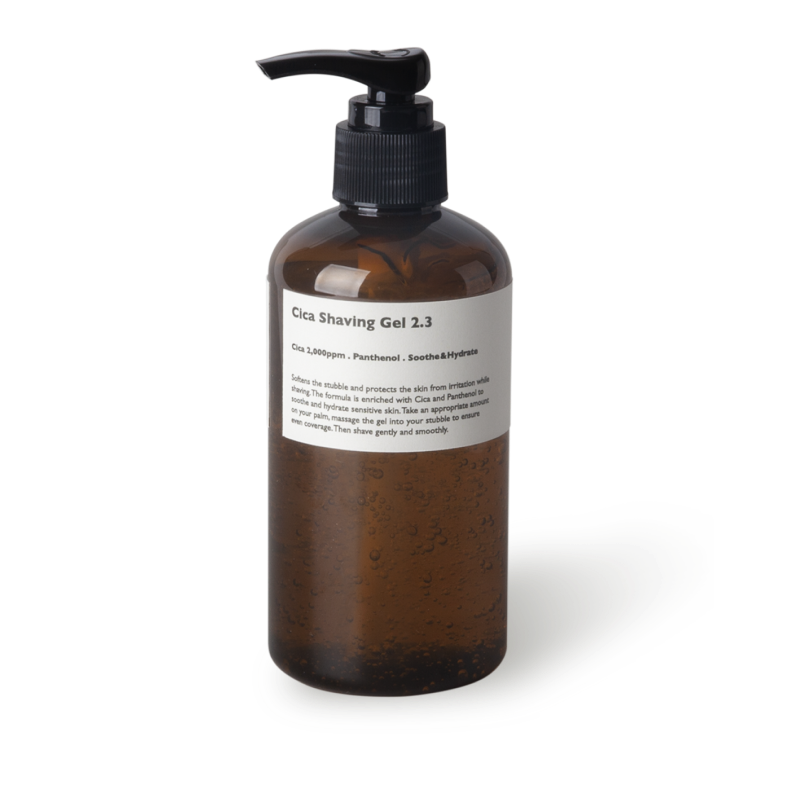 Cica Shaving Gel 2.3
Cica 2,000ppm . Panthenol . Soothe&Hydrate
Softens the stubble and protects the skin from irritation while
shaving. The formula is enriched with Cica and Panthenol to
soothe and hydrate sensitive skin. Take an appropriate amount
on your palm, massage the gel into your stubble to ensure
even coverage. Then shave gently and smoothly.